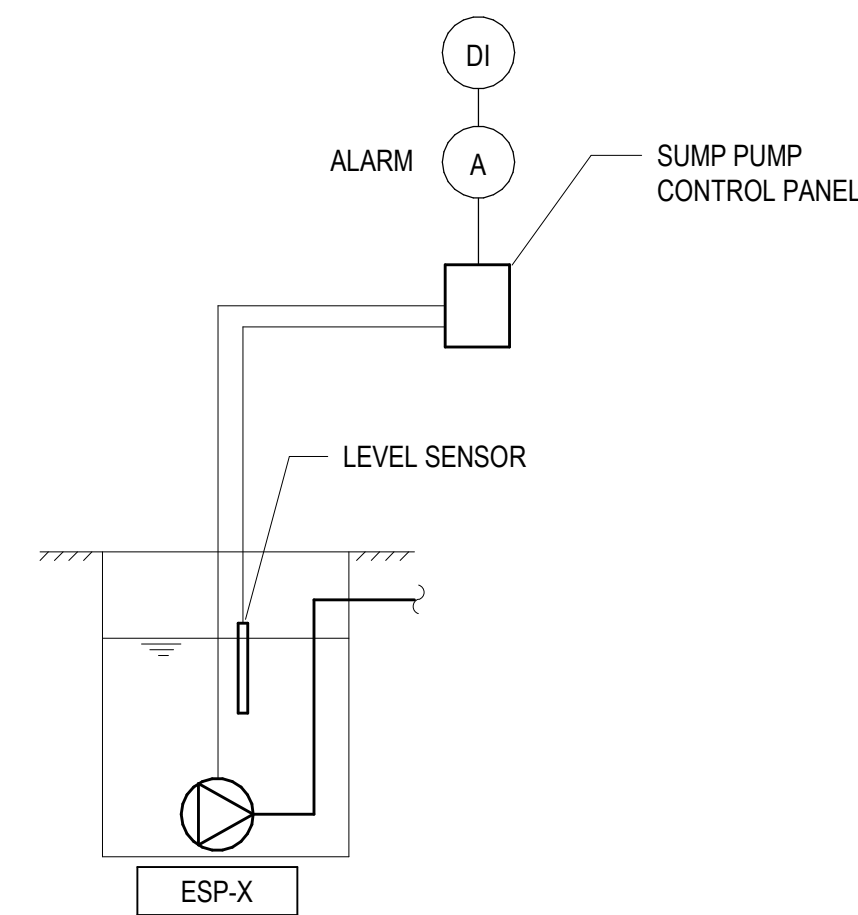 DI
ALARM
A
SUMP PUMP
CONTROL PANEL
LEVEL SENSOR
ESP-X